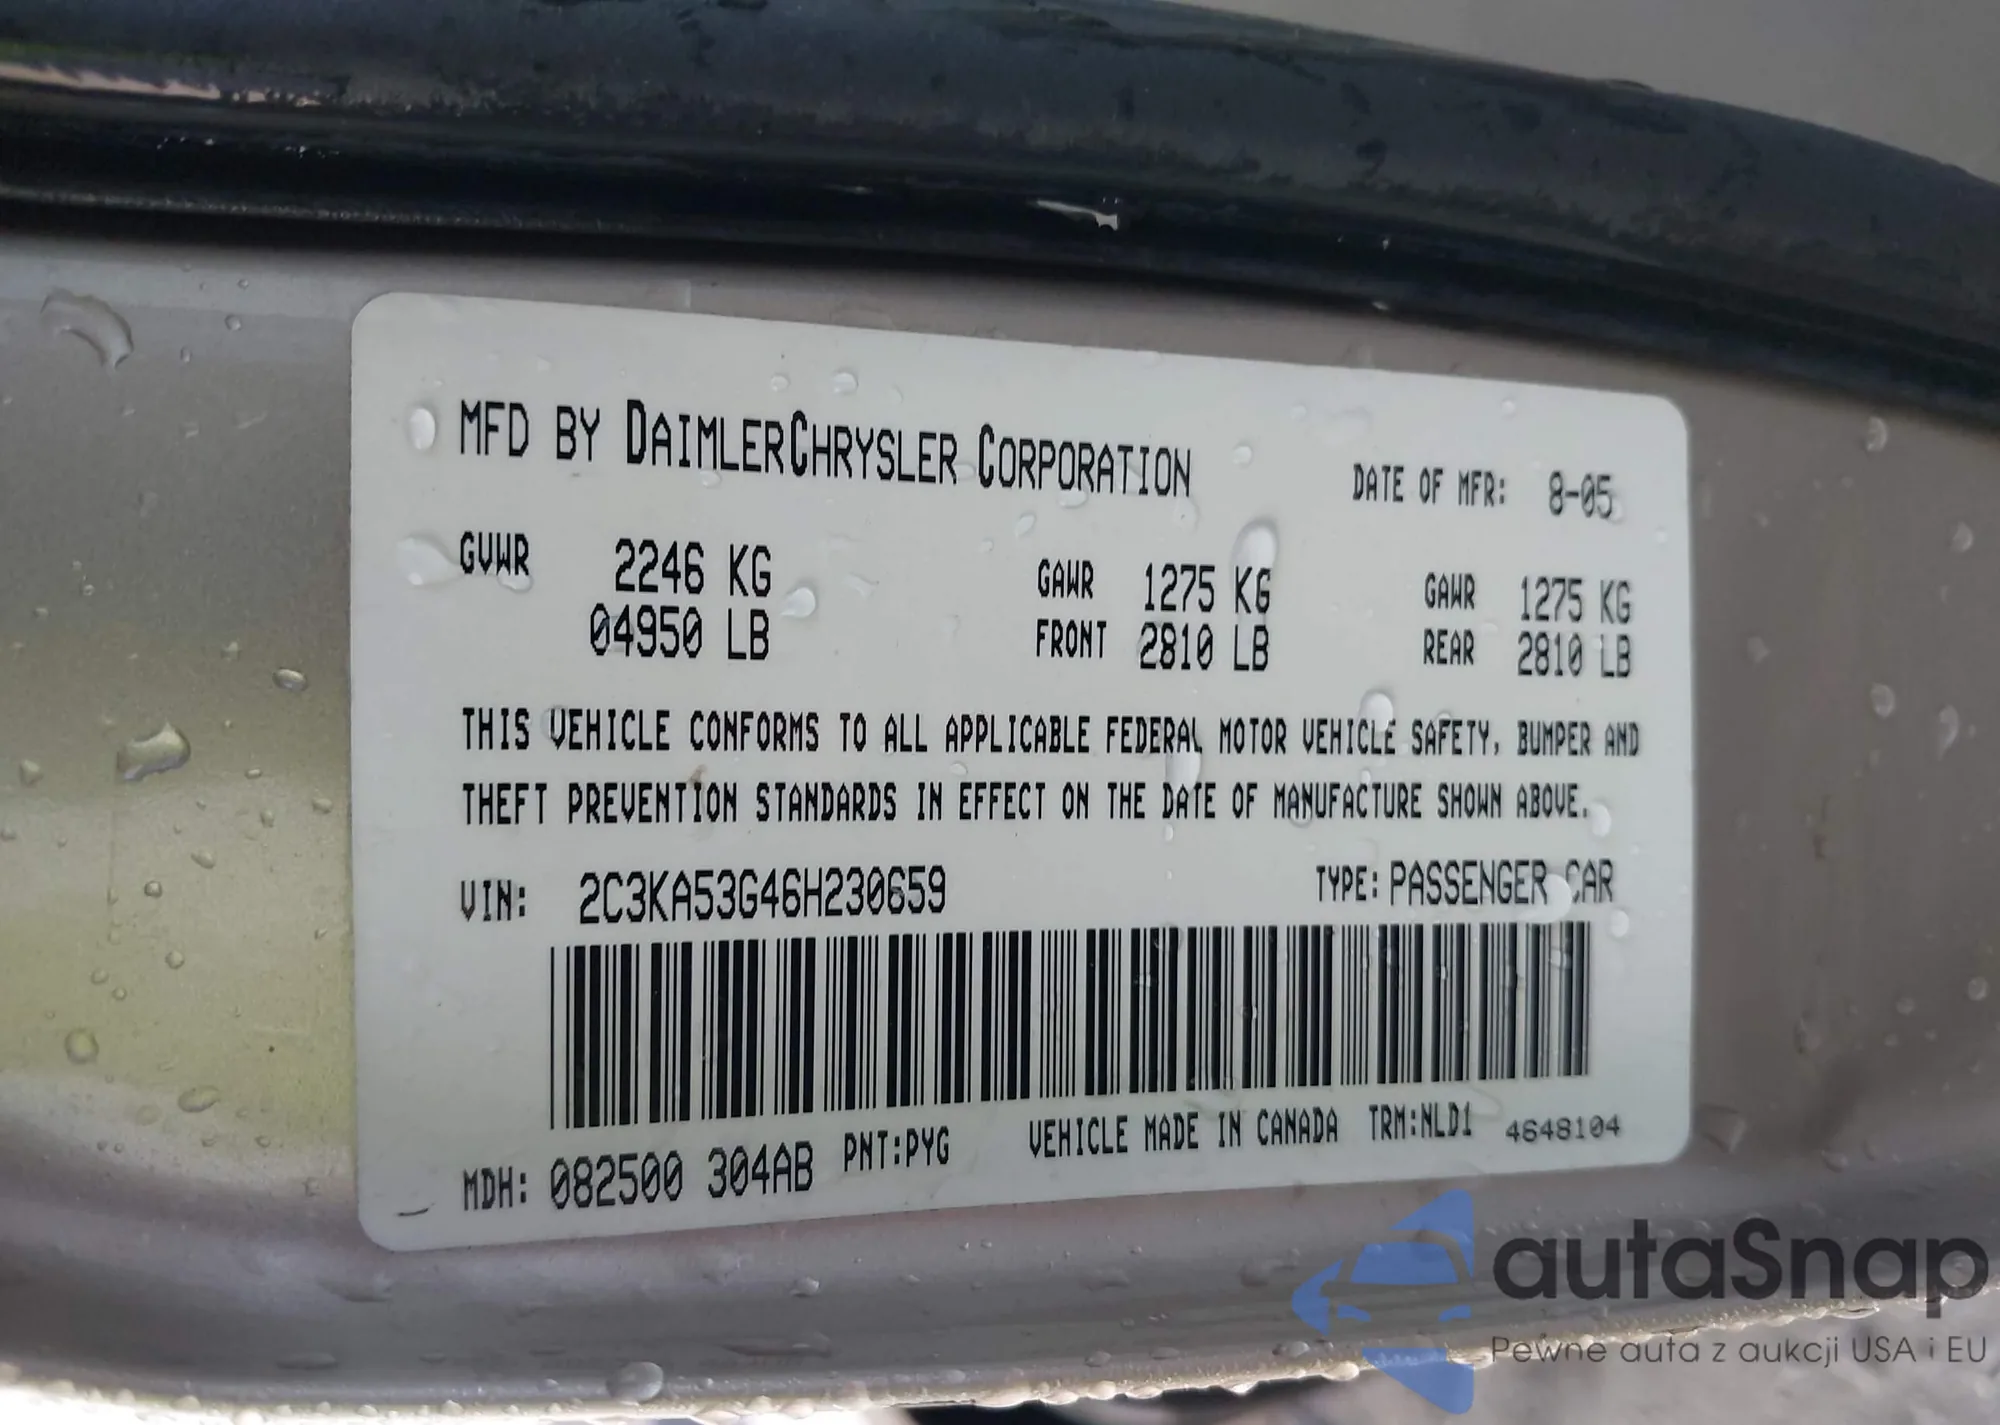 MFD BY DAIMLERCHRYSLER CORPORATION DATE OF MFR: 8-05
GVWR 2246 KG GAWR 1275 KG GAWR 1275 KG
04950 LB FRONT 2810 LB REAR 2810 LB
THIS VEHICLE CONFORMS TO ALL APPLICABLE FEDERAL MOTOR VEHICLE SAFETY, BUMPER AND
THEFT PREVENTION STANDARDS IN EFFECT ON THE DATE OF MANUFACTURE SHOWN ABOVE.
VIN: 2C3KA53G46H230659 TYPE: PASSENGER CAR
MDH: 082500 304AB PNT:PYG VEHICLE MADE IN CANADA TRM:NLD1 4648104
autaSnap
Pewne auta z aukcji USA i EU